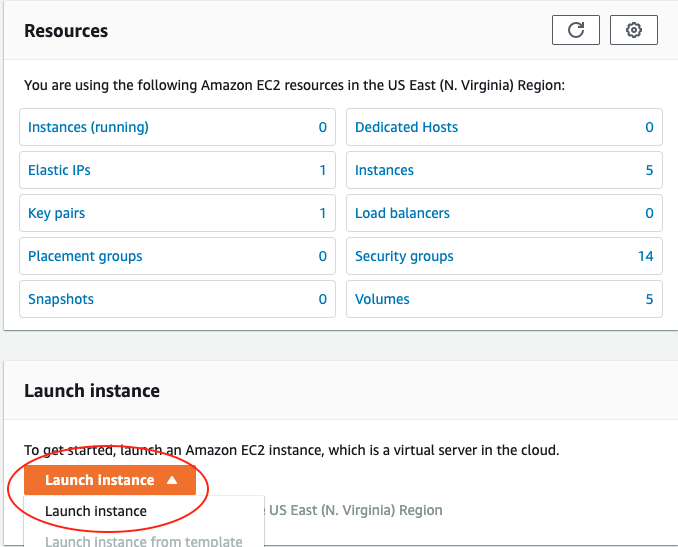 Resources
You are using the following Amazon EC2 resources in the US East (N. Virginia) Region:
Instances (running) 0
Dedicated Hosts 0
Elastic IPs 1
Instances 5
Key pairs 1
Load balancers 0
Placement groups 0
Security groups 14
Snapshots 0
Volumes 5
Launch instance
To get started, launch an Amazon EC2 instance, which is a virtual server in the cloud.
Launch instance
Launch instance
US East (N. Virginia) Region
Launch instance from template